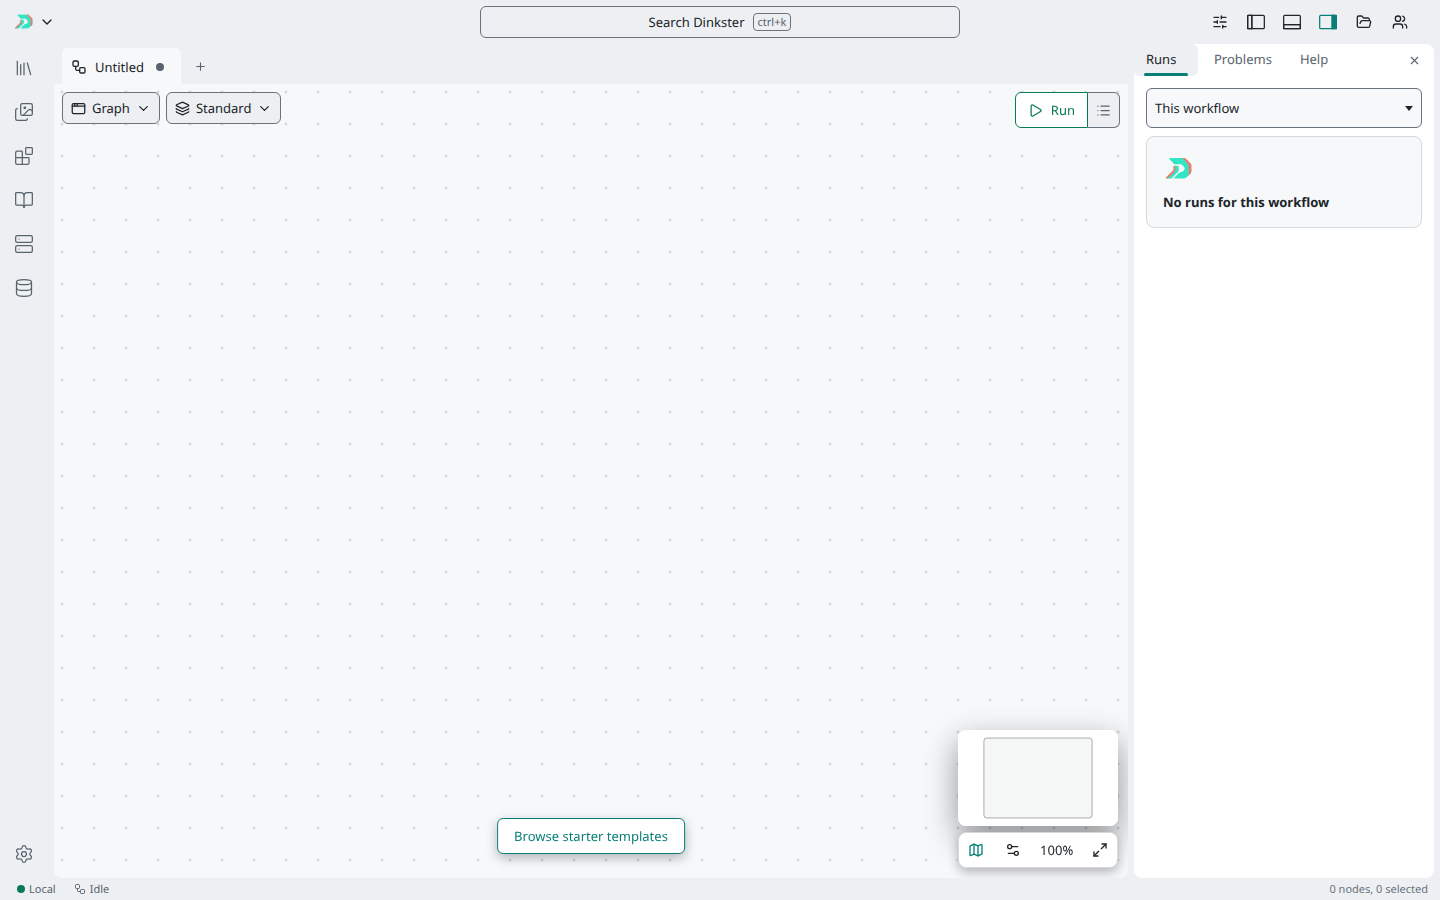 Search Dinkster ctrl+k
Untitled
Graph
Standard
Run
Runs
Problems
Help
This workflow
No runs for this workflow
Browse starter templates
100%
Local
Idle
0 nodes, 0 selected